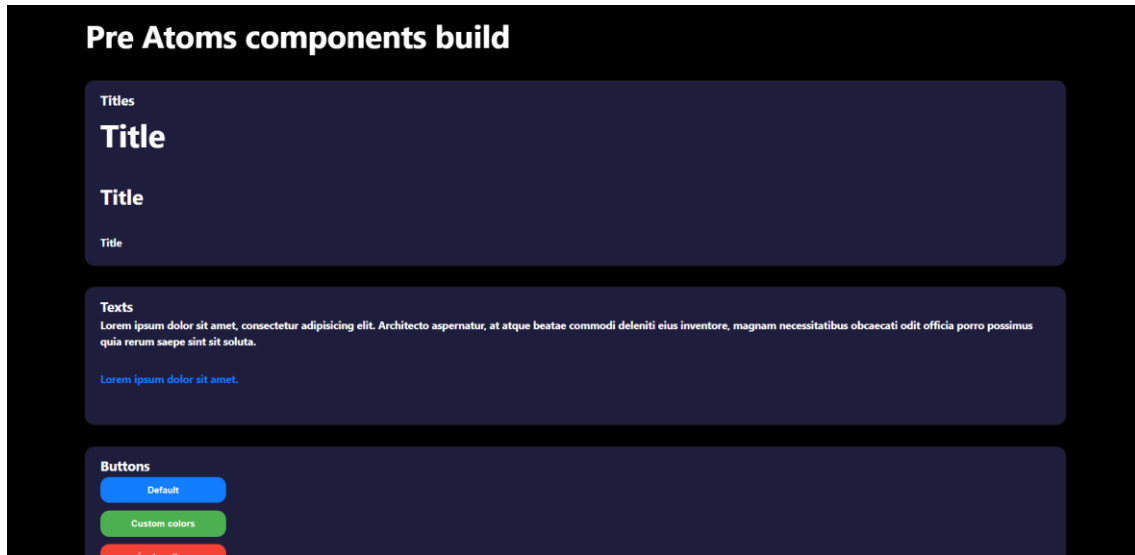 Pre Atoms components build
Titles
Title
Title
Title
Texts
Lorem ipsum dolor sit amet, consectetur adipisicing elit. Architecto aspernatur, at atque beatae commodi deleniti eius inventore, magnam necessitatibus obcaecati odit officia porro possimus
quia rerum saepe sint sit soluta.
Lorem ipsum dolor sit amet.
Buttons
Default
Custom colors